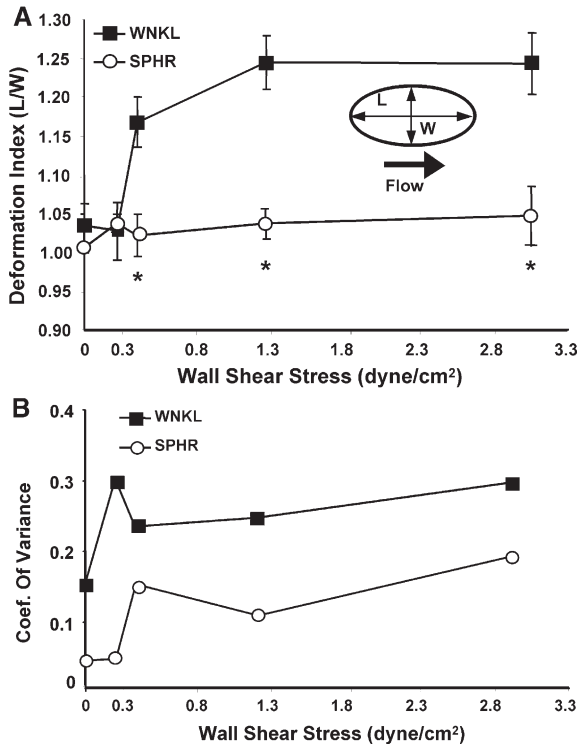 A
1.30
1.25
1.20
1.15
1.10
1.05
1.00
0.95
0.90
Deformation Index (L/W)
WNKL
SPHR
L
W
Flow
*
*
*
0 0.3 0.8 1.3 1.8 2.3 2.8 3.3
Wall Shear Stress (dyne/cm²)
B
0.4
0.3
0.2
0.1
0
Coef. Of Variance
WNKL
SPHR
0 0.3 0.8 1.3 1.8 2.3 2.8 3.3
Wall Shear Stress (dyne/cm²)